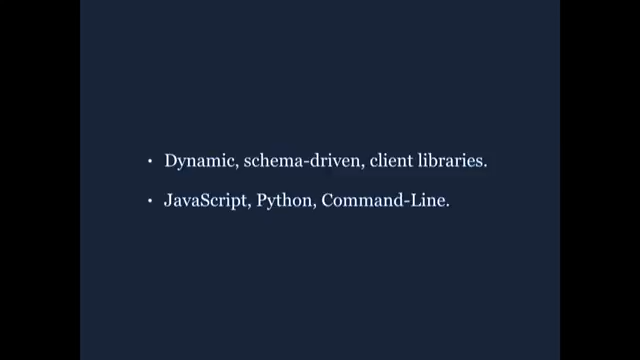 • Dynamic, schema-driven, client libraries.
• JavaScript, Python, Command-Line.